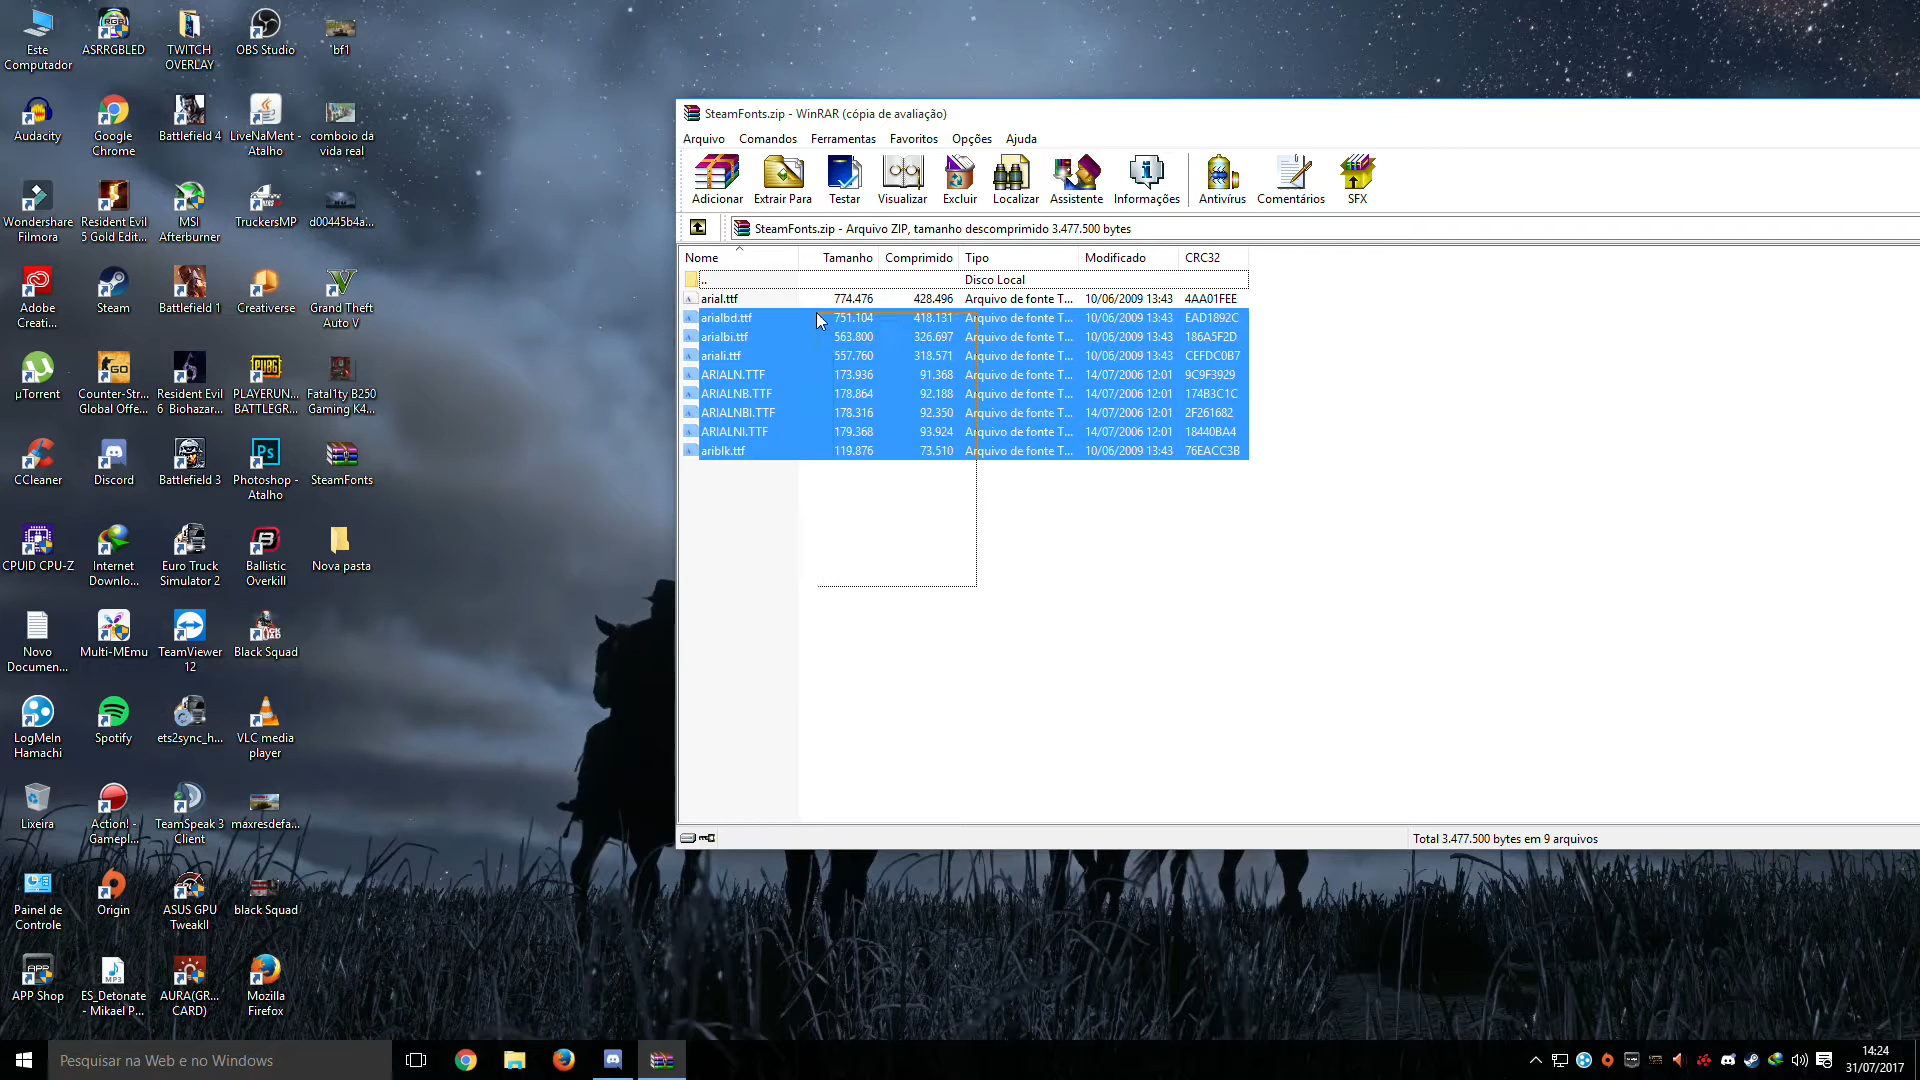 Este
Computador
ASRRGBLED
TWITCH
OVERLAY
OBS Studio
bf1
Audacity
Google
Chrome
Battlefield 4
LiveNaMent -
Atalho
comboio da
vida real
Wondershare
Filmora
Resident Evil
5 Gold Edit...
MSI
Afterburner
TruckersMP
d00445b4a...
Adobe
Creati...
Steam
Battlefield 1
Creativerse
Grand Theft
Auto V
µTorrent
Counter-Str...
Global Offe...
Resident Evil
6 Biohazar...
PLAYERUN...
BATTLEGR...
Fatal1ty B250
Gaming K4...
CCleaner
Discord
Battlefield 3
Photoshop -
Atalho
SteamFonts
CPUID CPU-Z
Internet
Downlo...
Euro Truck
Simulator 2
Ballistic
Overkill
Nova pasta
Novo
Documen...
Multi-MEmu
TeamViewer
12
Black Squad
LogMeIn
Hamachi
Spotify
ets2sync_h...
VLC media
player
Lixeira
Action! -
Gamepl...
TeamSpeak 3
Client
maxresdefa...
Painel de
Controle
Origin
ASUS GPU
TweakII
black Squad
APP Shop
ES_Detonate
- Mikael P...
AURA(GR...
CARD)
Mozilla
Firefox
SteamFonts.zip - WinRAR (cópia de avaliação)
Arquivo Comandos Ferramentas Favoritos Opções Ajuda
Adicionar Extrair Para Testar Visualizar Excluir Localizar Assistente Informações Antivírus Comentários SFX
SteamFonts.zip - Arquivo ZIP, tamanho descomprimido 3.477.500 bytes
Nome Tamanho Comprimido Tipo Modificado CRC32
.. Disco Local
arial.ttf 774.476 428.496 Arquivo de fonte T... 10/06/2009 13:43 4AA01FEE
arialbd.ttf 751.104 418.131 Arquivo de fonte T... 10/06/2009 13:43 EAD1892C
arialbi.ttf 563.800 326.697 Arquivo de fonte T... 10/06/2009 13:43 186A5F2D
ariali.ttf 557.760 318.571 Arquivo de fonte T... 10/06/2009 13:43 CEFDC0B7
ARIALN.TTF 173.936 91.368 Arquivo de fonte T... 14/07/2006 12:01 9C9F3929
ARIALNB.TTF 178.864 92.188 Arquivo de fonte T... 14/07/2006 12:01 174B3C1C
ARIALNBI.TTF 178.316 92.350 Arquivo de fonte T... 14/07/2006 12:01 2F261682
ARIALNI.TTF 179.368 93.924 Arquivo de fonte T... 14/07/2006 12:01 18440BA4
ariblk.ttf 119.876 73.510 Arquivo de fonte T... 10/06/2009 13:43 76EACC3B
Total 3.477.500 bytes em 9 arquivos
Pesquisar na Web e no Windows
14:24
31/07/2017